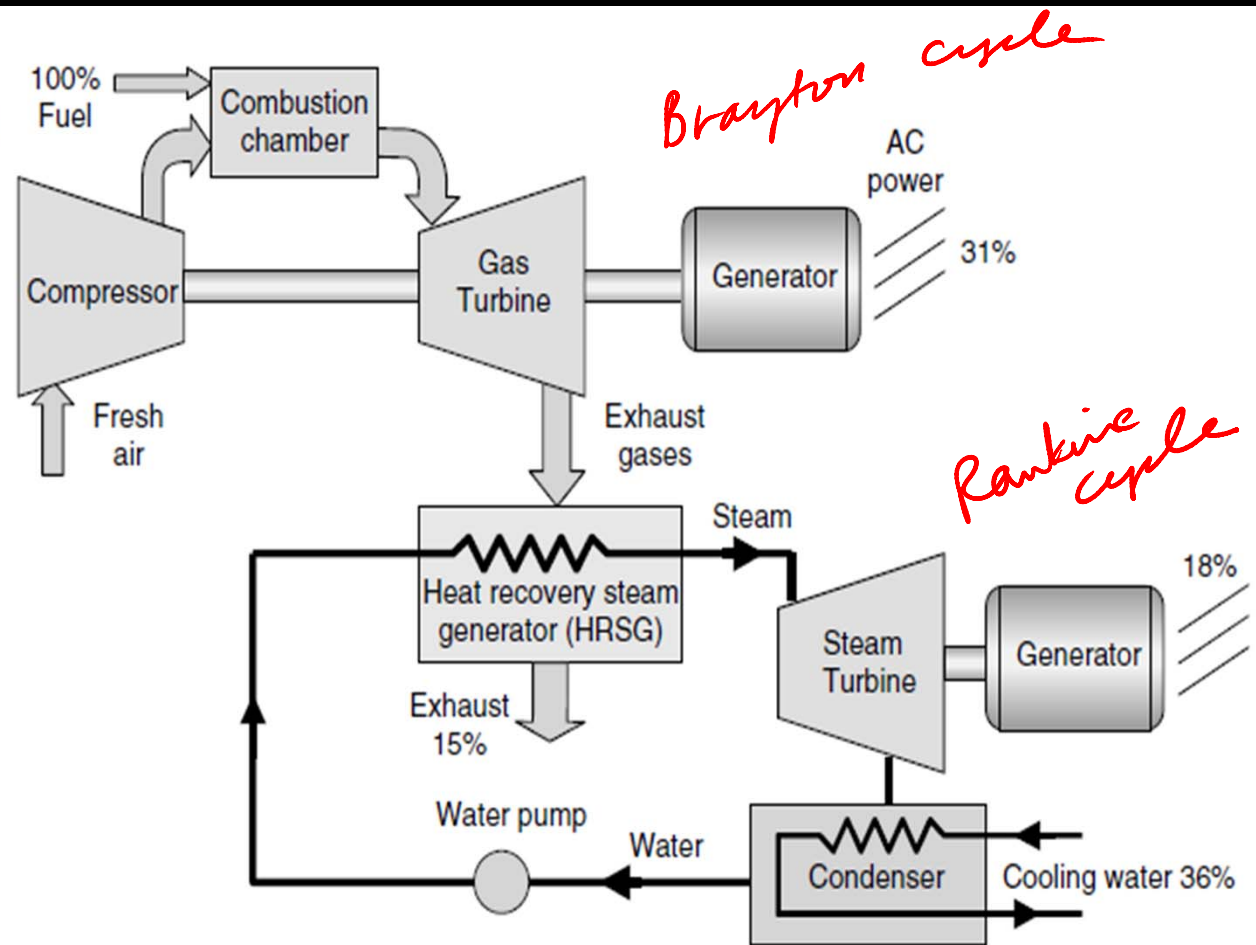 Brayton cycle
100%
Fuel
Combustion
chamber
AC
power
31%
Compressor
Gas
Turbine
Generator
Fresh
air
Exhaust
gases
Rankine
cycle
Steam
Heat recovery steam
generator (HRSG)
18%
Steam
Turbine
Generator
Exhaust
15%
Water pump
Water
Condenser
Cooling water 36%